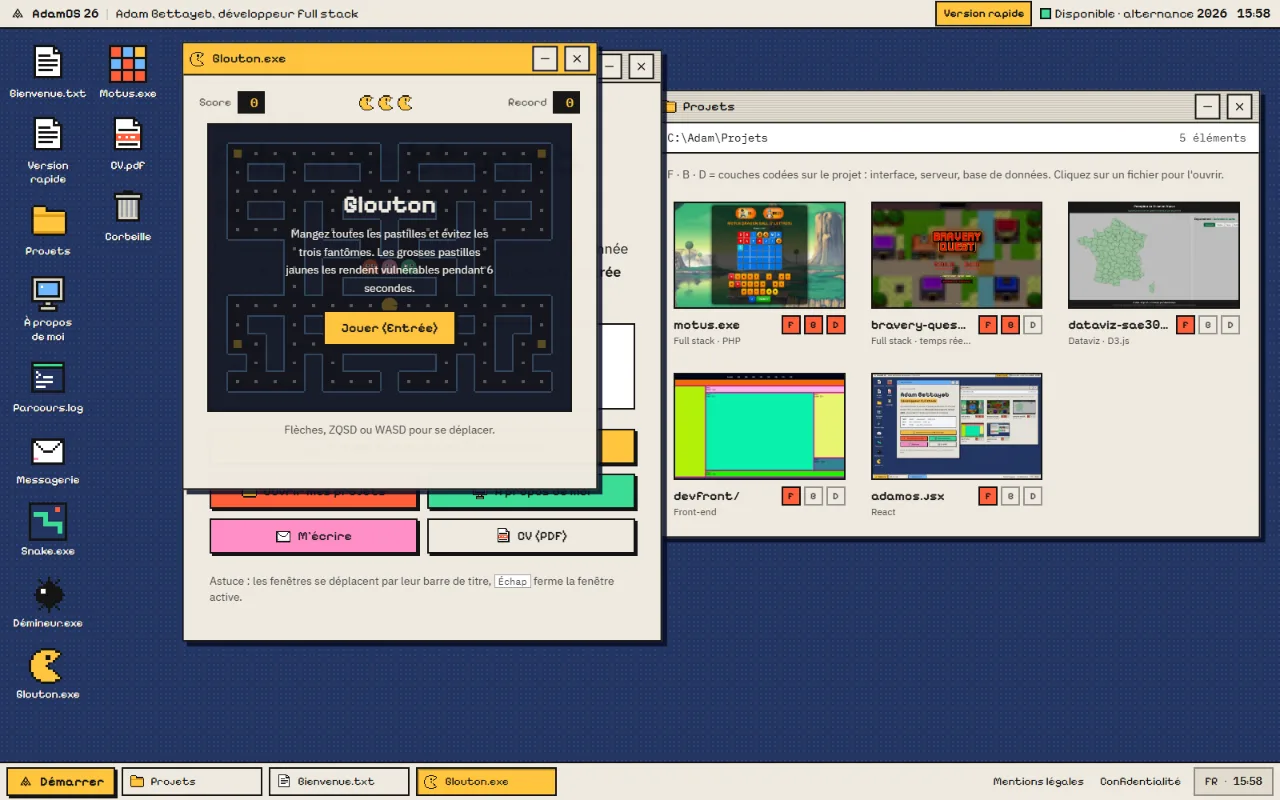 AdamOS 26
Adam Gettayeb, développeur Full stack
Version rapide
Disponible · alternance 2026
15:58
Bienvenue.txt
Motus.exe
Version rapide
CV.pdf
Projets
Corbeille
À propos de moi
Parcours.log
Messagerie
Snake.exe
Démineur.exe
Glouton.exe
Glouton.exe
Score 0
Record 0
Glouton
Mangez toutes les pastilles et évitez les
trois fantômes. Les grosses pastilles
jaunes les rendent vulnérables pendant 6
secondes.
Jouer (Entrée)
Flèches, ZQSD ou WASD pour se déplacer.
M'écrire
CV (PDF)
Astuce : les fenêtres se déplacent par leur barre de titre, Échap ferme la fenêtre
active.
Projets
C:\Adam\Projets
5 éléments
F · B · D = couches codées sur le projet : interface, serveur, base de données. Cliquez sur un fichier pour l'ouvrir.
BRAVERY
QUEST
motus.exe
F B D
Full stack · PHP
bravery-ques...
F B D
Full stack · temps rée...
dataviz-sae30...
F B D
Dataviz · D3.js
Adam Gettayeb
devfront/
F B D
Front-end
adamos.jsx
F B D
React
Démarrer
Projets
Bienvenue.txt
Glouton.exe
Mentions légales
Confidentialité
FR · 15:58